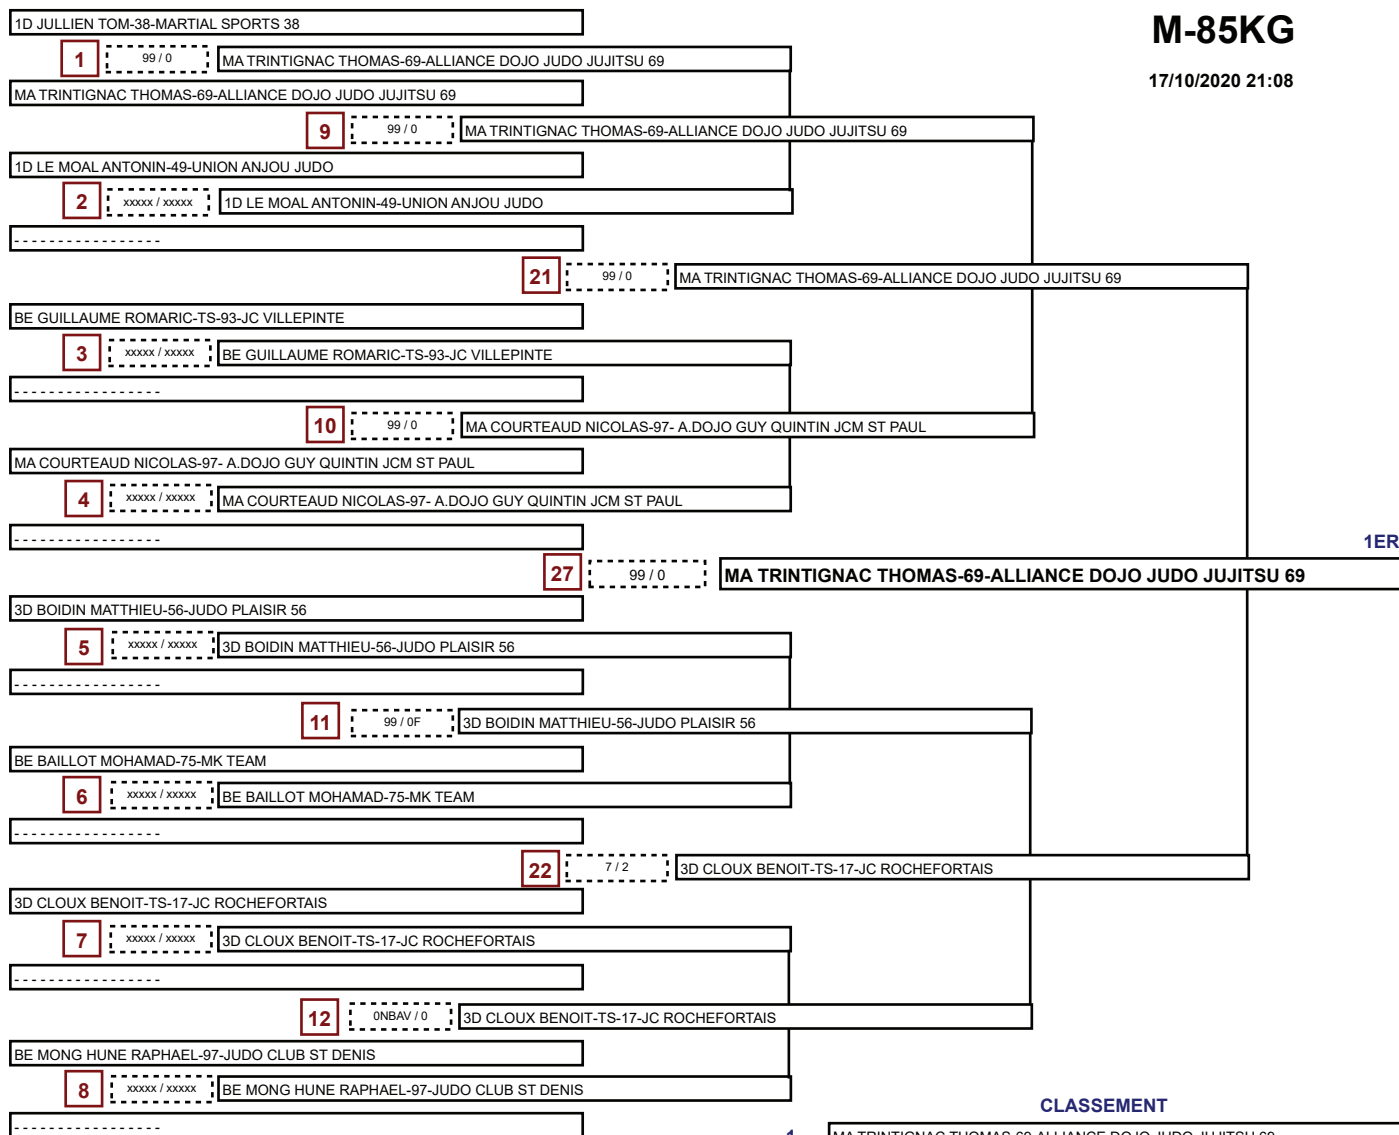 M-85KG
17/10/2020 21:08
1D JULLIEN TOM-38-MARTIAL SPORTS 38
1 99 / 0 MA TRINTIGNAC THOMAS-69-ALLIANCE DOJO JUDO JUJITSU 69
MA TRINTIGNAC THOMAS-69-ALLIANCE DOJO JUDO JUJITSU 69
9 99 / 0 MA TRINTIGNAC THOMAS-69-ALLIANCE DOJO JUDO JUJITSU 69
1D LE MOAL ANTONIN-49-UNION ANJOU JUDO
2 xxxxx / xxxxx 1D LE MOAL ANTONIN-49-UNION ANJOU JUDO
- - - - - - - - - - - - - - - - -
21 99 / 0 MA TRINTIGNAC THOMAS-69-ALLIANCE DOJO JUDO JUJITSU 69
BE GUILLAUME ROMARIC-TS-93-JC VILLEPINTE
3 xxxxx / xxxxx BE GUILLAUME ROMARIC-TS-93-JC VILLEPINTE
- - - - - - - - - - - - - - - - -
10 99 / 0 MA COURTEAUD NICOLAS-97- A.DOJO GUY QUINTIN JCM ST PAUL
MA COURTEAUD NICOLAS-97- A.DOJO GUY QUINTIN JCM ST PAUL
4 xxxxx / xxxxx MA COURTEAUD NICOLAS-97- A.DOJO GUY QUINTIN JCM ST PAUL
- - - - - - - - - - - - - - - - -
1ER
27 99 / 0 MA TRINTIGNAC THOMAS-69-ALLIANCE DOJO JUDO JUJITSU 69
3D BOIDIN MATTHIEU-56-JUDO PLAISIR 56
5 xxxxx / xxxxx 3D BOIDIN MATTHIEU-56-JUDO PLAISIR 56
- - - - - - - - - - - - - - - - -
11 99 / 0F 3D BOIDIN MATTHIEU-56-JUDO PLAISIR 56
BE BAILLOT MOHAMAD-75-MK TEAM
6 xxxxx / xxxxx BE BAILLOT MOHAMAD-75-MK TEAM
- - - - - - - - - - - - - - - - -
22 7 / 2 3D CLOUX BENOIT-TS-17-JC ROCHEFORTAIS
3D CLOUX BENOIT-TS-17-JC ROCHEFORTAIS
7 xxxxx / xxxxx 3D CLOUX BENOIT-TS-17-JC ROCHEFORTAIS
- - - - - - - - - - - - - - - - -
12 0NBAV / 0 3D CLOUX BENOIT-TS-17-JC ROCHEFORTAIS
BE MONG HUNE RAPHAEL-97-JUDO CLUB ST DENIS
8 xxxxx / xxxxx BE MONG HUNE RAPHAEL-97-JUDO CLUB ST DENIS
- - - - - - - - - - - - - - - - -
CLASSEMENT
1 MA TRINTIGNAC THOMAS-69-ALLIANCE DOJO JUDO JUJITSU 69